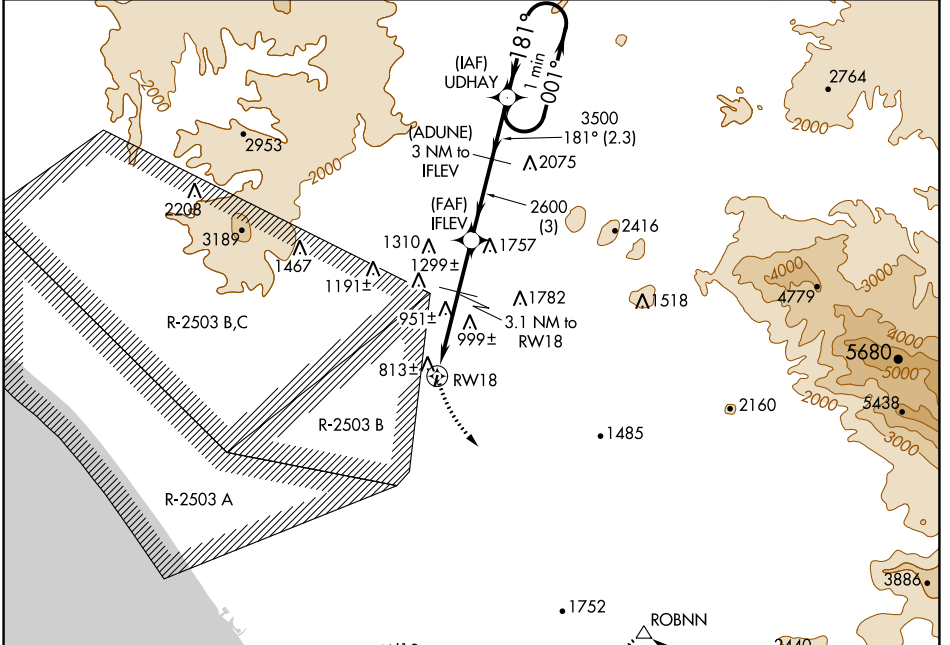 181°
1 min
001°
(IAF)
UDHAY
2764
2000
2000
3500
181° (2.3)
(ADUNE)
3 NM to
IFLEV
2953
2000
2075
2208
(FAF)
IFLEV
2600
(3)
2416
3189
1310
1757
1467
1299±
1191±
4000
3000
4779
1782
1518
R-2503 B,C
951±
999±
3.1 NM to
RW18
4000
5680
5000
813±
RW18
2000
5438
2160
R-2503 B
1485
3000
R-2503 A
3886
1752
ROBNN